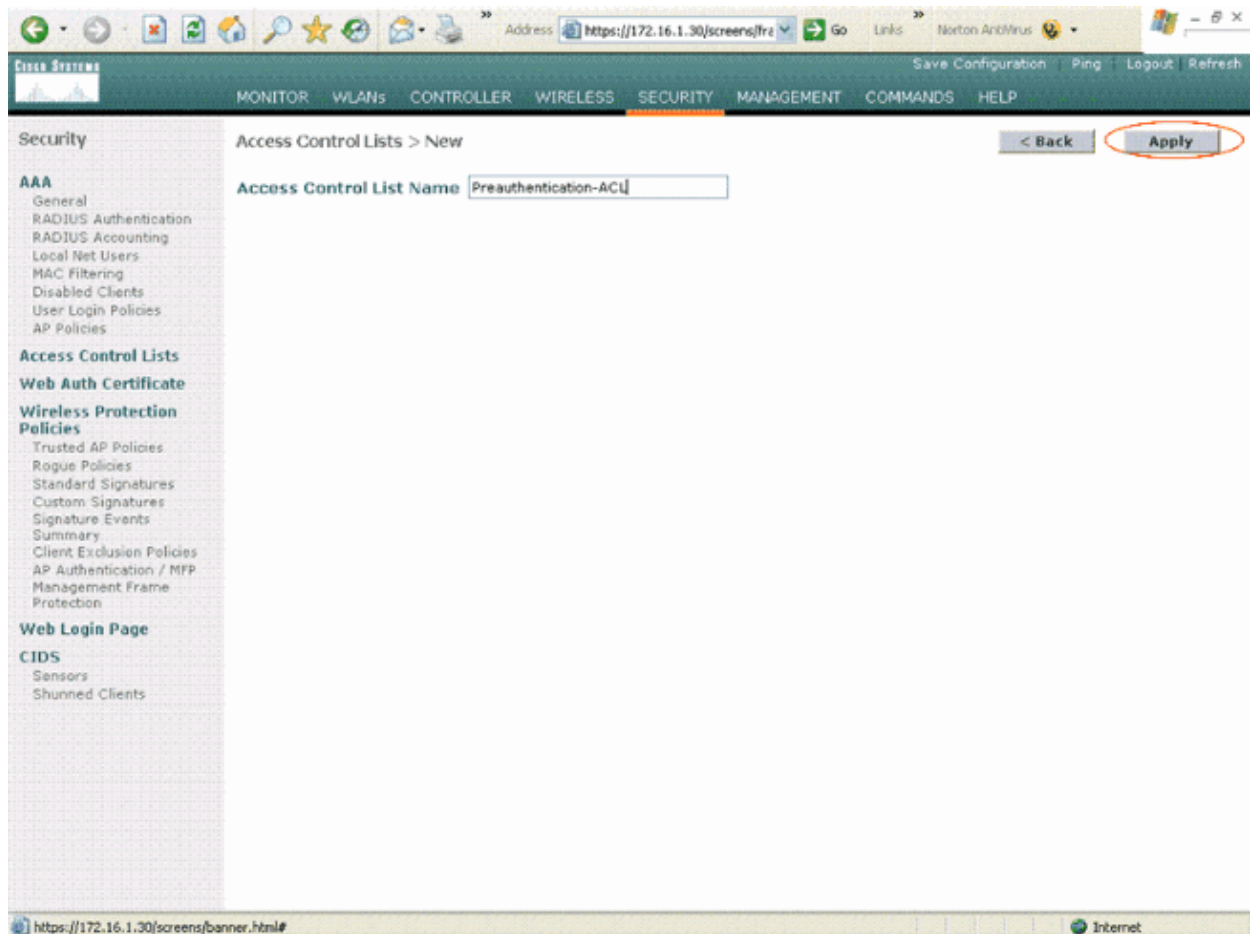 » Address https://172.16.1.30/screens/fra Go Links » Norton AntiVirus
CISCO SYSTEMS
Save Configuration Ping Logout Refresh
MONITOR WLANs CONTROLLER WIRELESS SECURITY MANAGEMENT COMMANDS HELP
Security
Access Control Lists > New
< Back
Apply
Access Control List Name Preauthentication-ACL
AAA
General
RADIUS Authentication
RADIUS Accounting
Local Net Users
MAC Filtering
Disabled Clients
User Login Policies
AP Policies
Access Control Lists
Web Auth Certificate
Wireless Protection
Policies
Trusted AP Policies
Rogue Policies
Standard Signatures
Custom Signatures
Signature Events
Summary
Client Exclusion Policies
AP Authentication / MFP
Management Frame
Protection
Web Login Page
CIDS
Sensors
Shunned Clients
https://172.16.1.30/screens/banner.html#
Internet